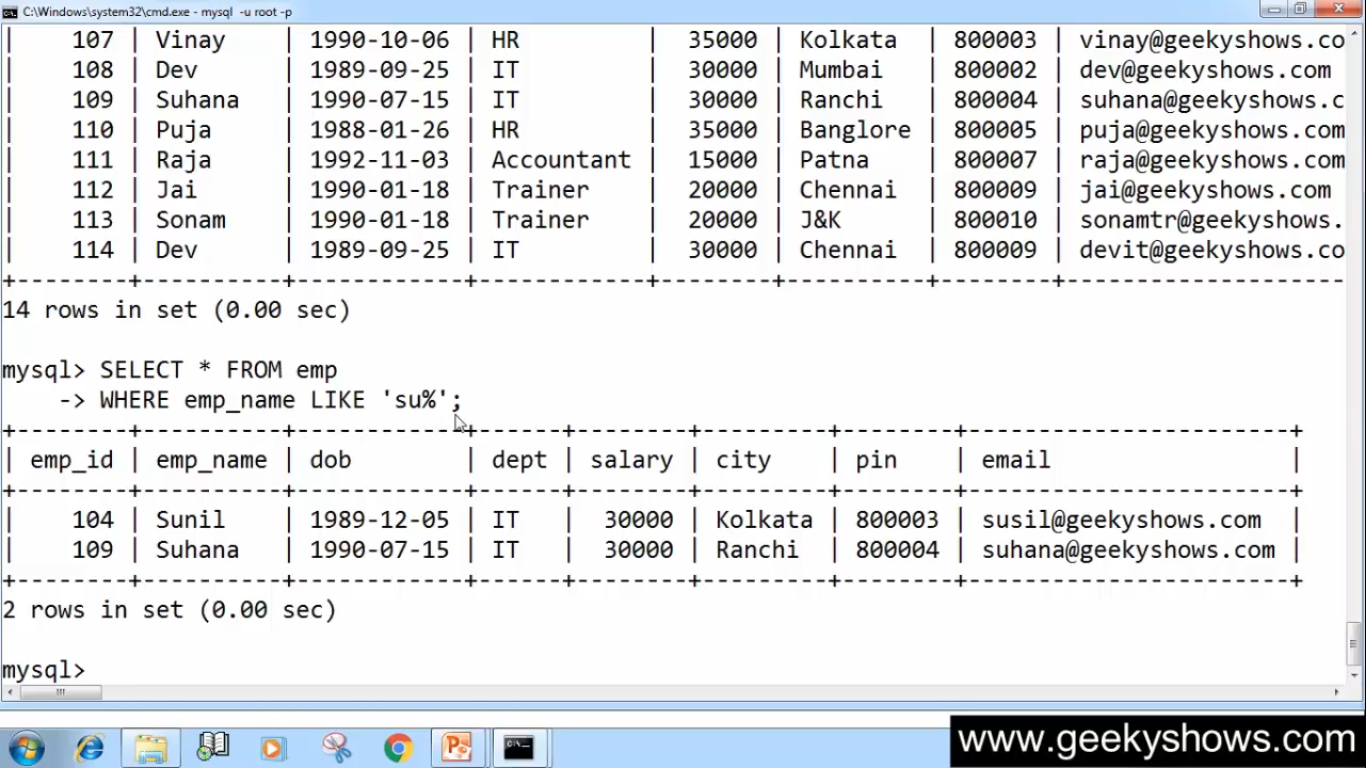 C:\Windows\system32\cmd.exe - mysql  -u root -p
|    107 | Vinay    | 1990-10-06 | HR         | 35000 | Kolkata  | 800003 | vinay@geekyshows.co
|    108 | Dev      | 1989-09-25 | IT         | 30000 | Mumbai   | 800002 | dev@geekyshows.com
|    109 | Suhana   | 1990-07-15 | IT         | 30000 | Ranchi   | 800004 | suhana@geekyshows.c
|    110 | Puja     | 1988-01-26 | HR         | 35000 | Banglore | 800005 | puja@geekyshows.com
|    111 | Raja     | 1992-11-03 | Accountant | 15000 | Patna    | 800007 | raja@geekyshows.com
|    112 | Jai      | 1990-01-18 | Trainer    | 20000 | Chennai  | 800009 | jai@geekyshows.com
|    113 | Sonam    | 1990-01-18 | Trainer    | 20000 | J&K      | 800010 | sonamtr@geekyshows.
|    114 | Dev      | 1989-09-25 | IT         | 30000 | Chennai  | 800009 | devit@geekyshows.co
+--------+----------+------------+------------+-------+----------+--------+--------------------
14 rows in set (0.00 sec)
mysql> SELECT * FROM emp
    -> WHERE emp_name LIKE 'su%';
+--------+----------+------------+------+--------+---------+--------+-----------------------+
| emp_id | emp_name | dob        | dept | salary | city    | pin    | email                 |
+--------+----------+------------+------+--------+---------+--------+-----------------------+
|    104 | Sunil    | 1989-12-05 | IT   |  30000 | Kolkata | 800003 | susil@geekyshows.com  |
|    109 | Suhana   | 1990-07-15 | IT   |  30000 | Ranchi  | 800004 | suhana@geekyshows.com |
+--------+----------+------------+------+--------+---------+--------+-----------------------+
2 rows in set (0.00 sec)
mysql>
www.geekyshows.com